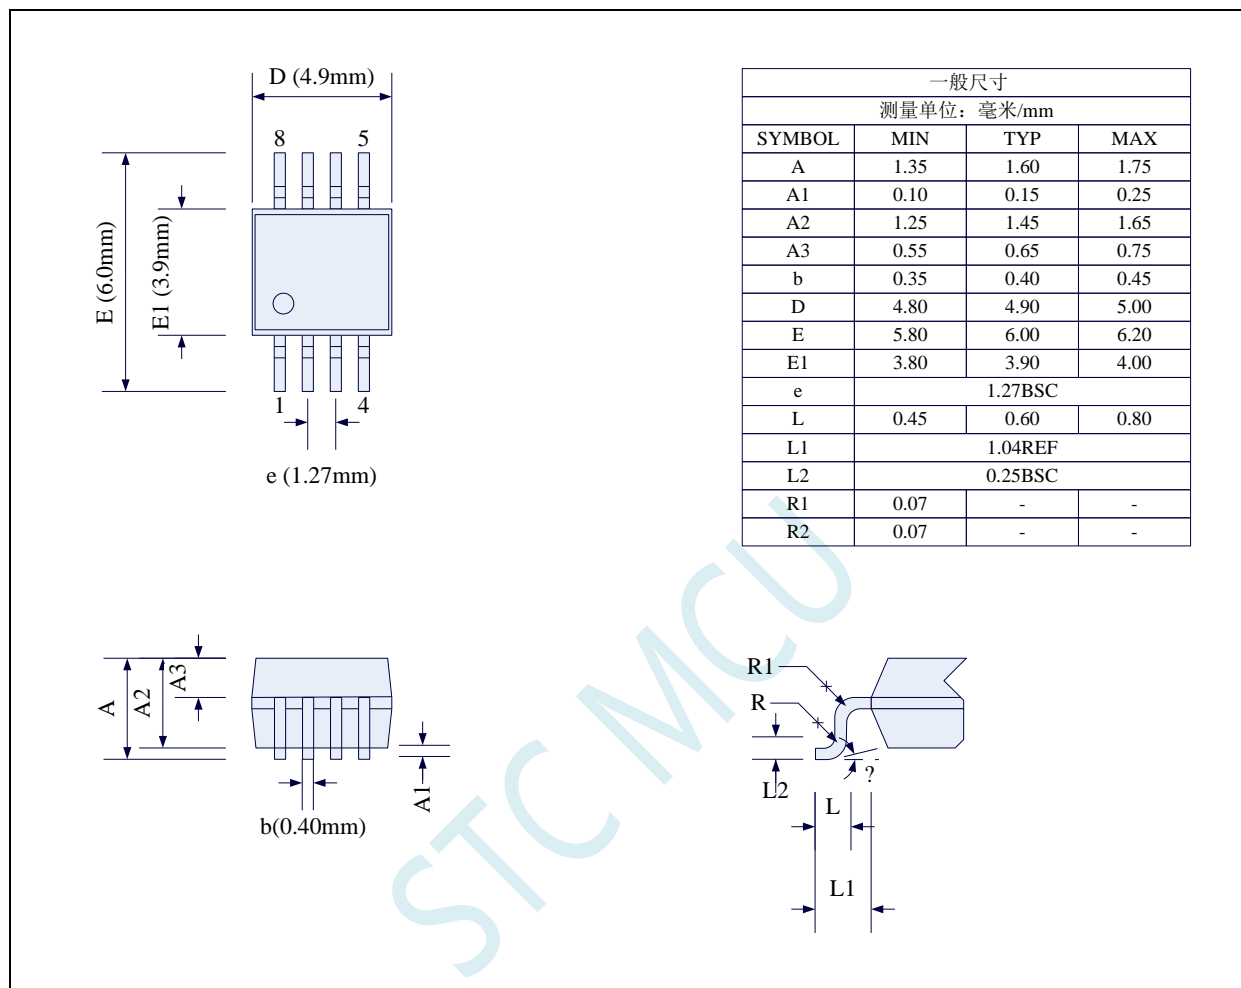 D (4.9mm)
8 5
E (6.0mm)
E1 (3.9mm)
1 4
e (1.27mm)
一般尺寸
测量单位：毫米/mm
SYMBOL MIN TYP MAX
A 1.35 1.60 1.75
A1 0.10 0.15 0.25
A2 1.25 1.45 1.65
A3 0.55 0.65 0.75
b 0.35 0.40 0.45
D 4.80 4.90 5.00
E 5.80 6.00 6.20
E1 3.80 3.90 4.00
e 1.27BSC
L 0.45 0.60 0.80
L1 1.04REF
L2 0.25BSC
R1 0.07 - -
R2 0.07 - -
A
A2
A3
A1
b(0.40mm)
R1
R
L2
?
L
L1
STC MCU